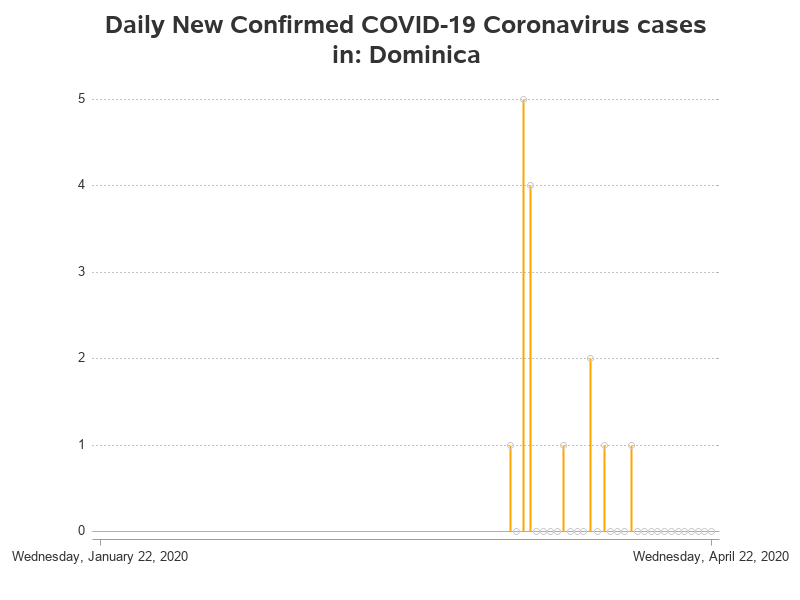 Daily New Confirmed COVID-19 Coronavirus cases
in: Dominica
5
4
3
2
1
0
Wednesday, January 22, 2020 Wednesday, April 22, 2020